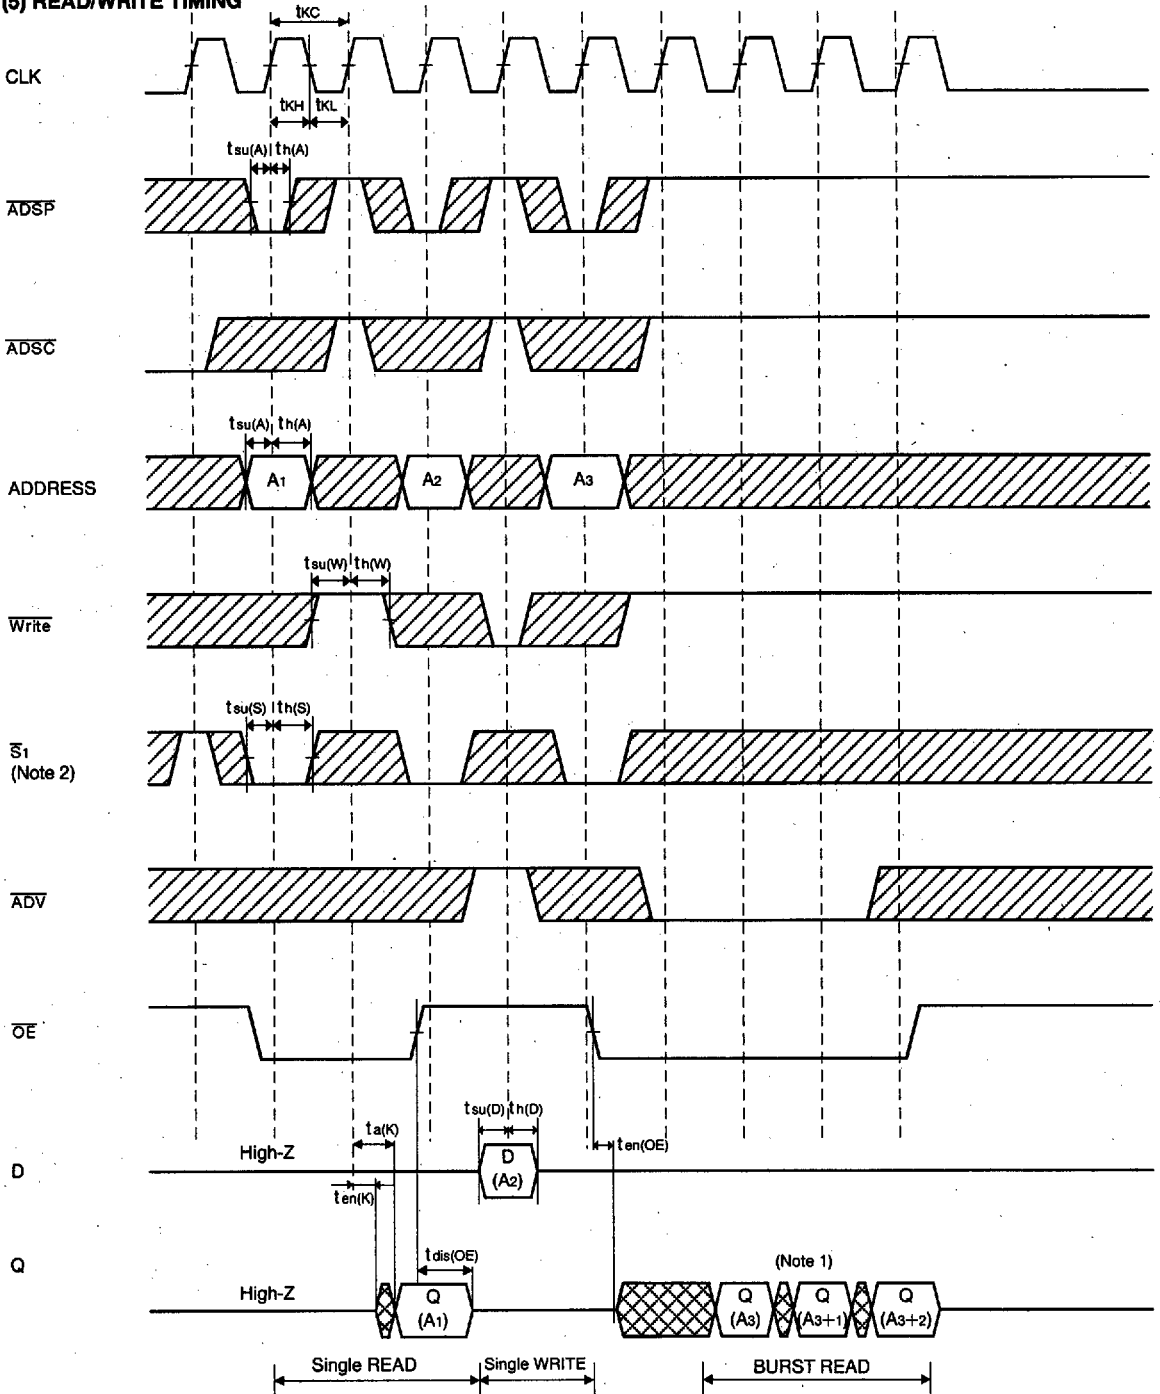 (5) READ/WRITE TIMING
tKC
CLK
tKH tKL
tsu(A) th(A)
ADSP
ADSC
tsu(A) th(A)
ADDRESS
A1 A2 A3
tsu(W) th(W)
Write
tsu(S) th(S)
S1
(Note 2)
ADV
OE
tsu(D) th(D)
ta(K)
ten(OE)
High-Z
D
D
(A2)
ten(K)
tdis(OE)
Q
(Note 1)
High-Z
Q
(A1)
Q
(A3)
Q
(A3+1)
Q
(A3+2)
Single READ Single WRITE BURST READ